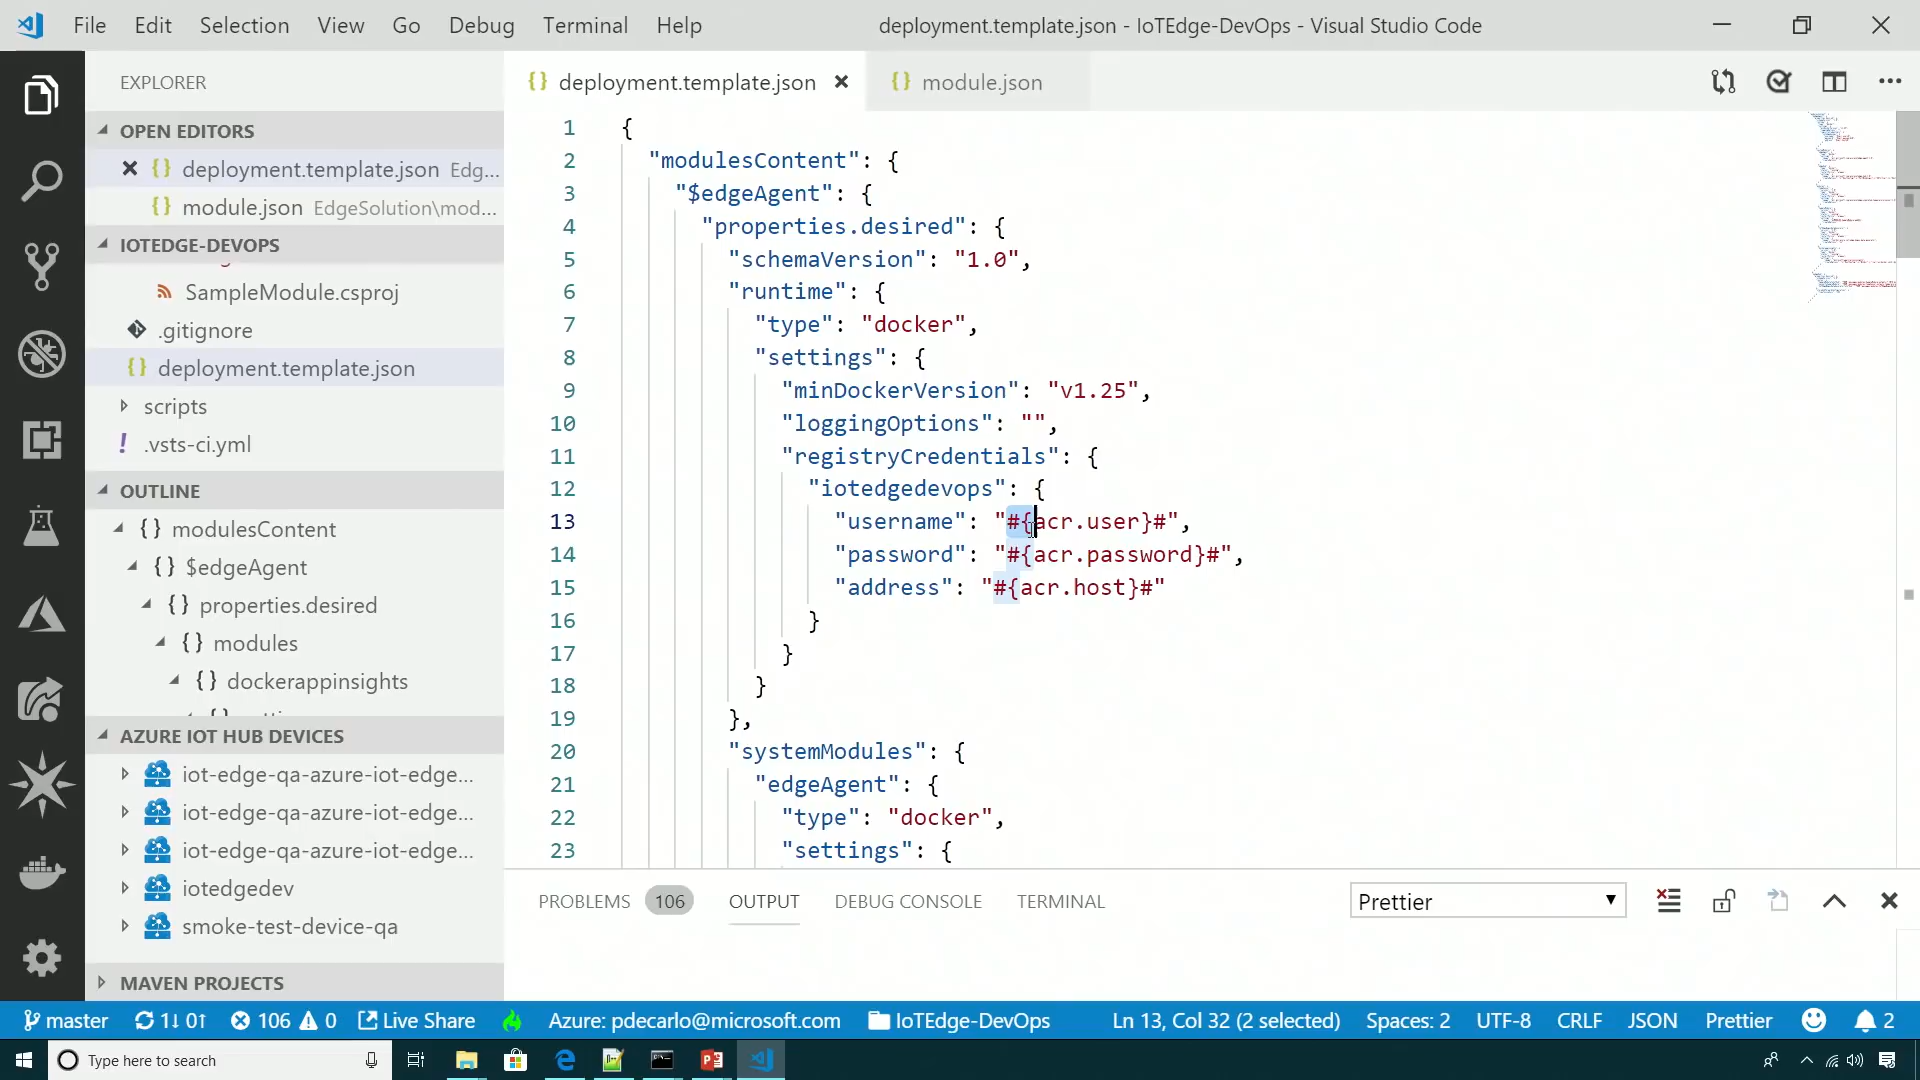 File Edit Selection View Go Debug Terminal Help
deployment.template.json - IoTEdge-DevOps - Visual Studio Code
EXPLORER
OPEN EDITORS
deployment.template.json Edg...
module.json EdgeSolution\mod...
IOTEDGE-DEVOPS
SampleModule.csproj
.gitignore
deployment.template.json
scripts
.vsts-ci.yml
OUTLINE
{} modulesContent
{} $edgeAgent
{} properties.desired
{} modules
{} dockerappinsights
AZURE IOT HUB DEVICES
iot-edge-qa-azure-iot-edge...
iot-edge-qa-azure-iot-edge...
iot-edge-qa-azure-iot-edge...
iotedgedev
smoke-test-device-qa
MAVEN PROJECTS
{} deployment.template.json
{} module.json
1 {
2 "modulesContent": {
3 "$edgeAgent": {
4 "properties.desired": {
5 "schemaVersion": "1.0",
6 "runtime": {
7 "type": "docker",
8 "settings": {
9 "minDockerVersion": "v1.25",
10 "loggingOptions": "",
11 "registryCredentials": {
12 "iotedgedevops": {
13 "username": "#{acr.user}#",
14 "password": "#{acr.password}#",
15 "address": "#{acr.host}#"
16 }
17 }
18 }
19 },
20 "systemModules": {
21 "edgeAgent": {
22 "type": "docker",
23 "settings": {
PROBLEMS 106 OUTPUT DEBUG CONSOLE TERMINAL
Prettier
master 1↓ 0↑ 106 0 Live Share Azure: pdecarlo@microsoft.com IoTEdge-DevOps Ln 13, Col 32 (2 selected) Spaces: 2 UTF-8 CRLF JSON Prettier 2
Type here to search